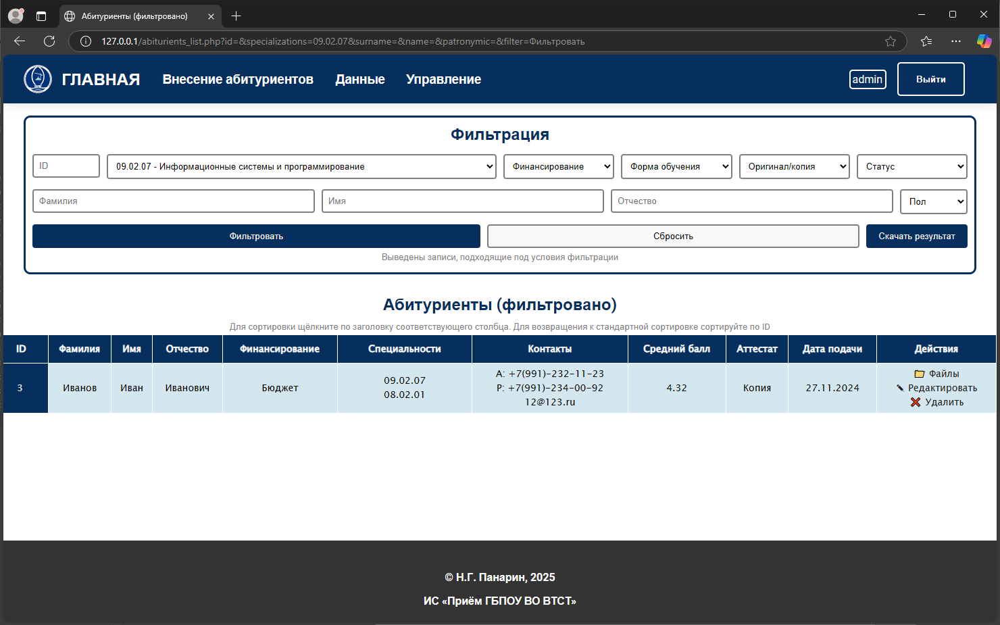 Абитуриенты (фильтровано)
127.0.0.1/abiturients_list.php?id=&specializations=09.02.07&surname=&name=&patronymic=&filter=Фильтровать
ГЛАВНАЯ Внесение абитуриентов Данные Управление admin Выйти
Фильтрация
ID 09.02.07 - Информационные системы и программирование Финансирование Форма обучения Оригинал/копия Статус
Фамилия Имя Отчество Пол
Фильтровать Сбросить Скачать результат
Выведены записи, подходящие под условия фильтрации
Абитуриенты (фильтровано)
Для сортировки щёлкните по заголовку соответствующего столбца. Для возвращения к стандартной сортировке сортируйте по ID
ID Фамилия Имя Отчество Финансирование Специальности Контакты Средний балл Аттестат Дата подачи Действия
3 Иванов Иван Иванович Бюджет 09.02.07 08.02.01 А: +7(991)-232-11-23 Р: +7(991)-234-00-92 12@123.ru 4.32 Копия 27.11.2024 Файлы Редактировать Удалить
© Н.Г. Панарин, 2025
ИС «Приём ГБПОУ ВО ВТСТ»